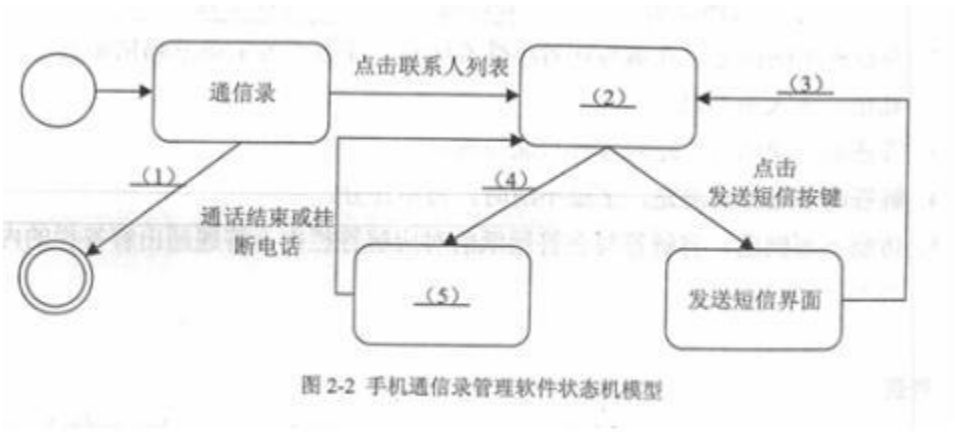 通信录
点击联系人列表
（2）
（3）
（1）
（4）
点击
发送短信按键
通话结束或挂
断电话
（5）
发送短信界面
图 2-2 手机通信录管理软件状态机模型